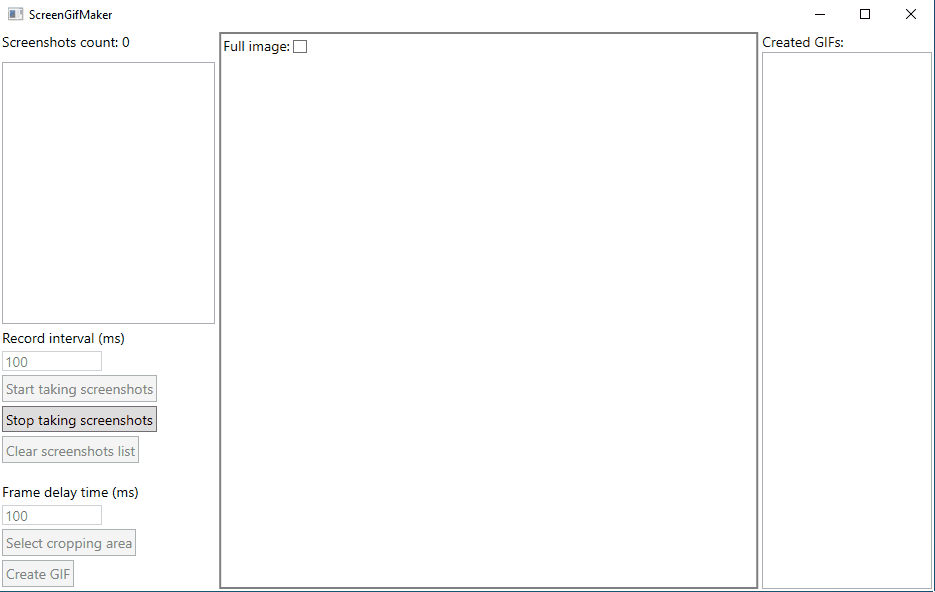 ScreenGifMaker
Screenshots count: 0
Full image:
Created GIFs:
Record interval (ms)
100
Start taking screenshots
Stop taking screenshots
Clear screenshots list
Frame delay time (ms)
100
Select cropping area
Create GIF